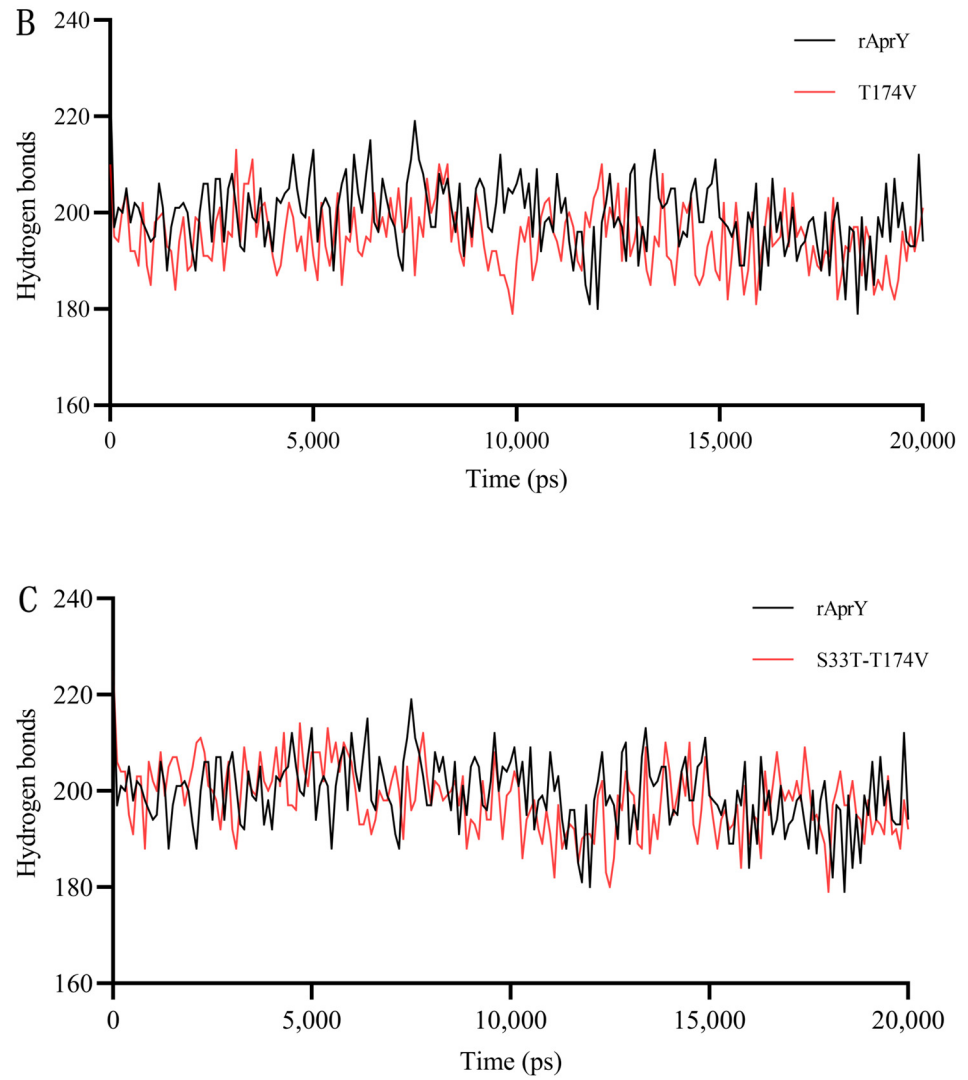 B
240
220
200
180
160
Hydrogen bonds
rAprY
T174V
0 5,000 10,000 15,000 20,000
Time (ps)
C
240
220
200
180
160
Hydrogen bonds
rAprY
S33T-T174V
0 5,000 10,000 15,000 20,000
Time (ps)